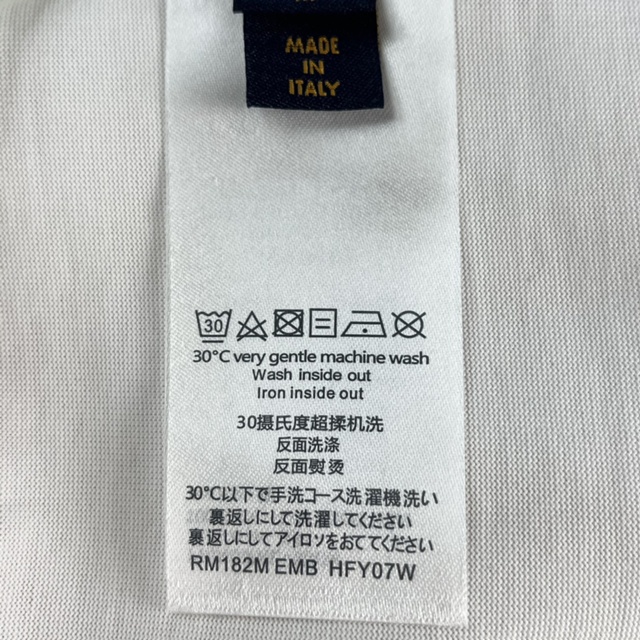 MADE
IN
ITALY
30
30°C very gentle machine wash
Wash inside out
Iron inside out
30摄氏度超揉机洗
反面洗涤
反面熨烫
30℃以下で手洗コース洗濯機洗い
裏返しにして洗濯してください
裏返しにしてアイロソをおててください
RM182M EMB HFY07W